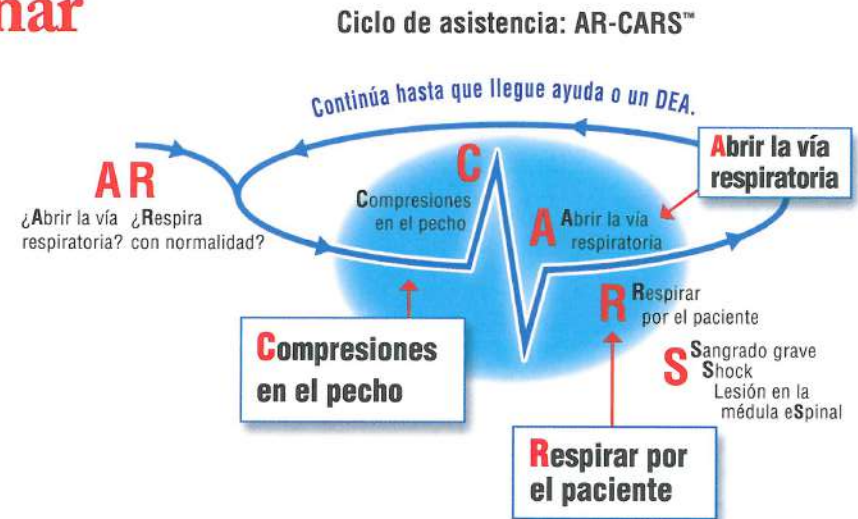 nar
Ciclo de asistencia: AR-CARS™
Continúa hasta que llegue ayuda o un DEA.
AR
¿Abrir la vía
respiratoria?
¿Respira
con normalidad?
C
Compresiones
en el pecho
A
Abrir la vía
respiratoria
Abrir la vía
respiratoria
R
Respirar
por el paciente
S
Sangrado grave
Shock
Lesión en la
médula eSpinal
Compresiones
en el pecho
Respirar por
el paciente